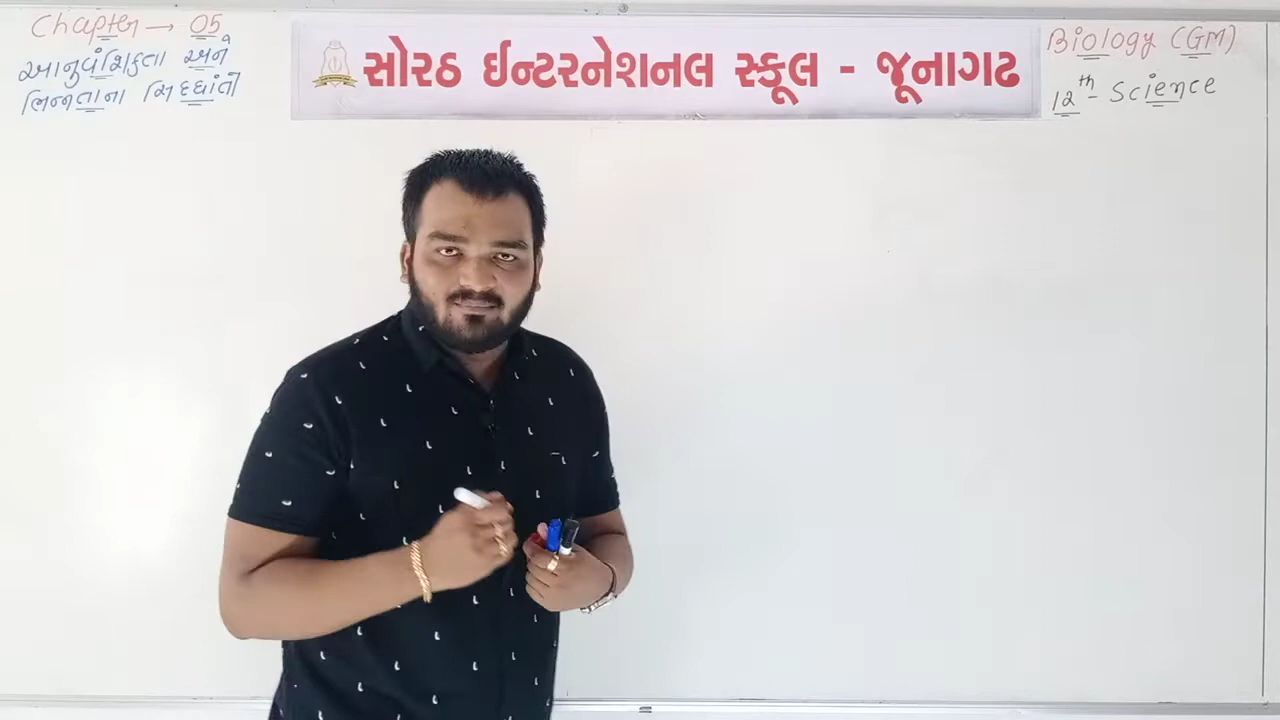 Chapter → 05
આનુવંશિકતા અને
ભિન્નતાના સિદ્ધાંતો
સોરઠ ઈન્ટરનેશનલ સ્કૂલ - જૂનાગઢ
Biology (GM)
12th - Science